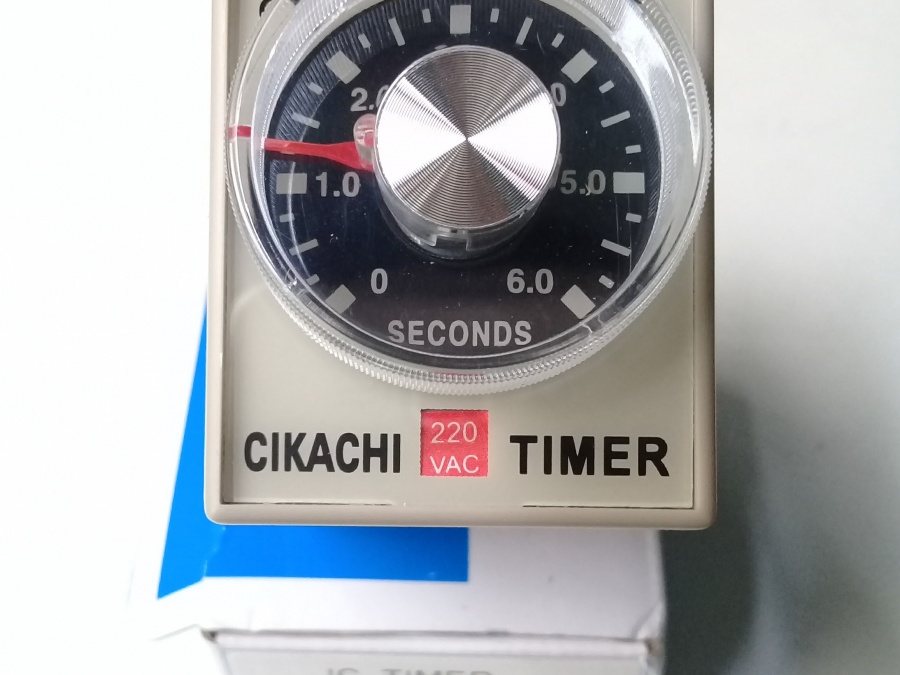 2.0
1.0
5.0
0
6.0
SECONDS
CIKACHI
220
VAC
TIMER